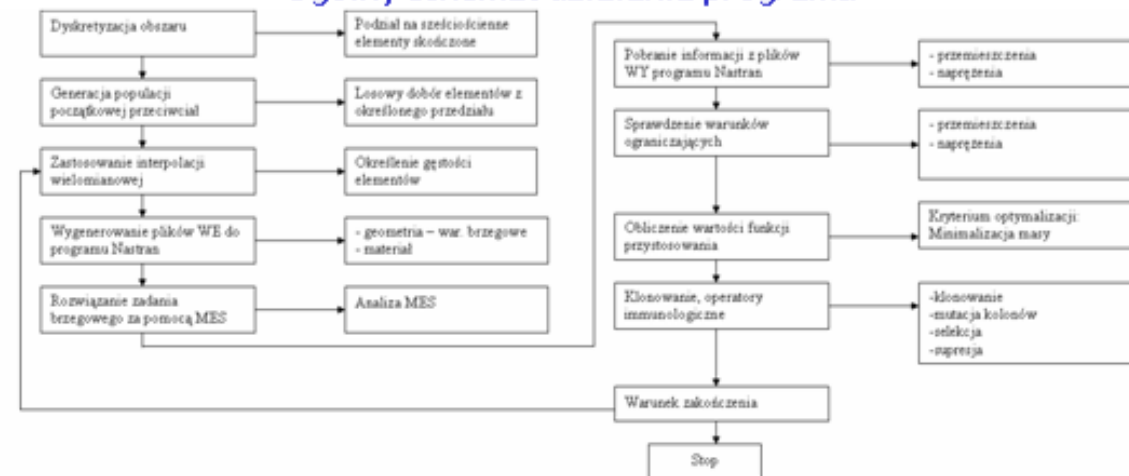 Dyskretyzacja obszaru
Podział na sześciościenne
elementy skończone
Generacja populacji
początkowej przeciwciał
Losowy dobór elementów z
określonego przedziału
Zastosowanie interpolacji
wielomianowej
Określenie gęstości
elementów
Wygenerowanie plików WE do
programu Nastran
- geometria – war. brzegowe
- materiał
Rozwiązanie zadania
brzegowego za pomocą MES
Analiza MES
Pobranie informacji z plików
WY programu Nastran
- przemieszczenia
- naprężenia
Sprawdzenie warunków
ograniczających
- przemieszczenia
- naprężenia
Obliczenie wartości funkcji
przystosowania
Kryterium optymalizacji:
Minimalizacja masy
Klonowanie, operatory
immunologiczne
-klonowanie
-mutacja kolonów
-selekcja
-supresja
Warunek zakończenia
Stop